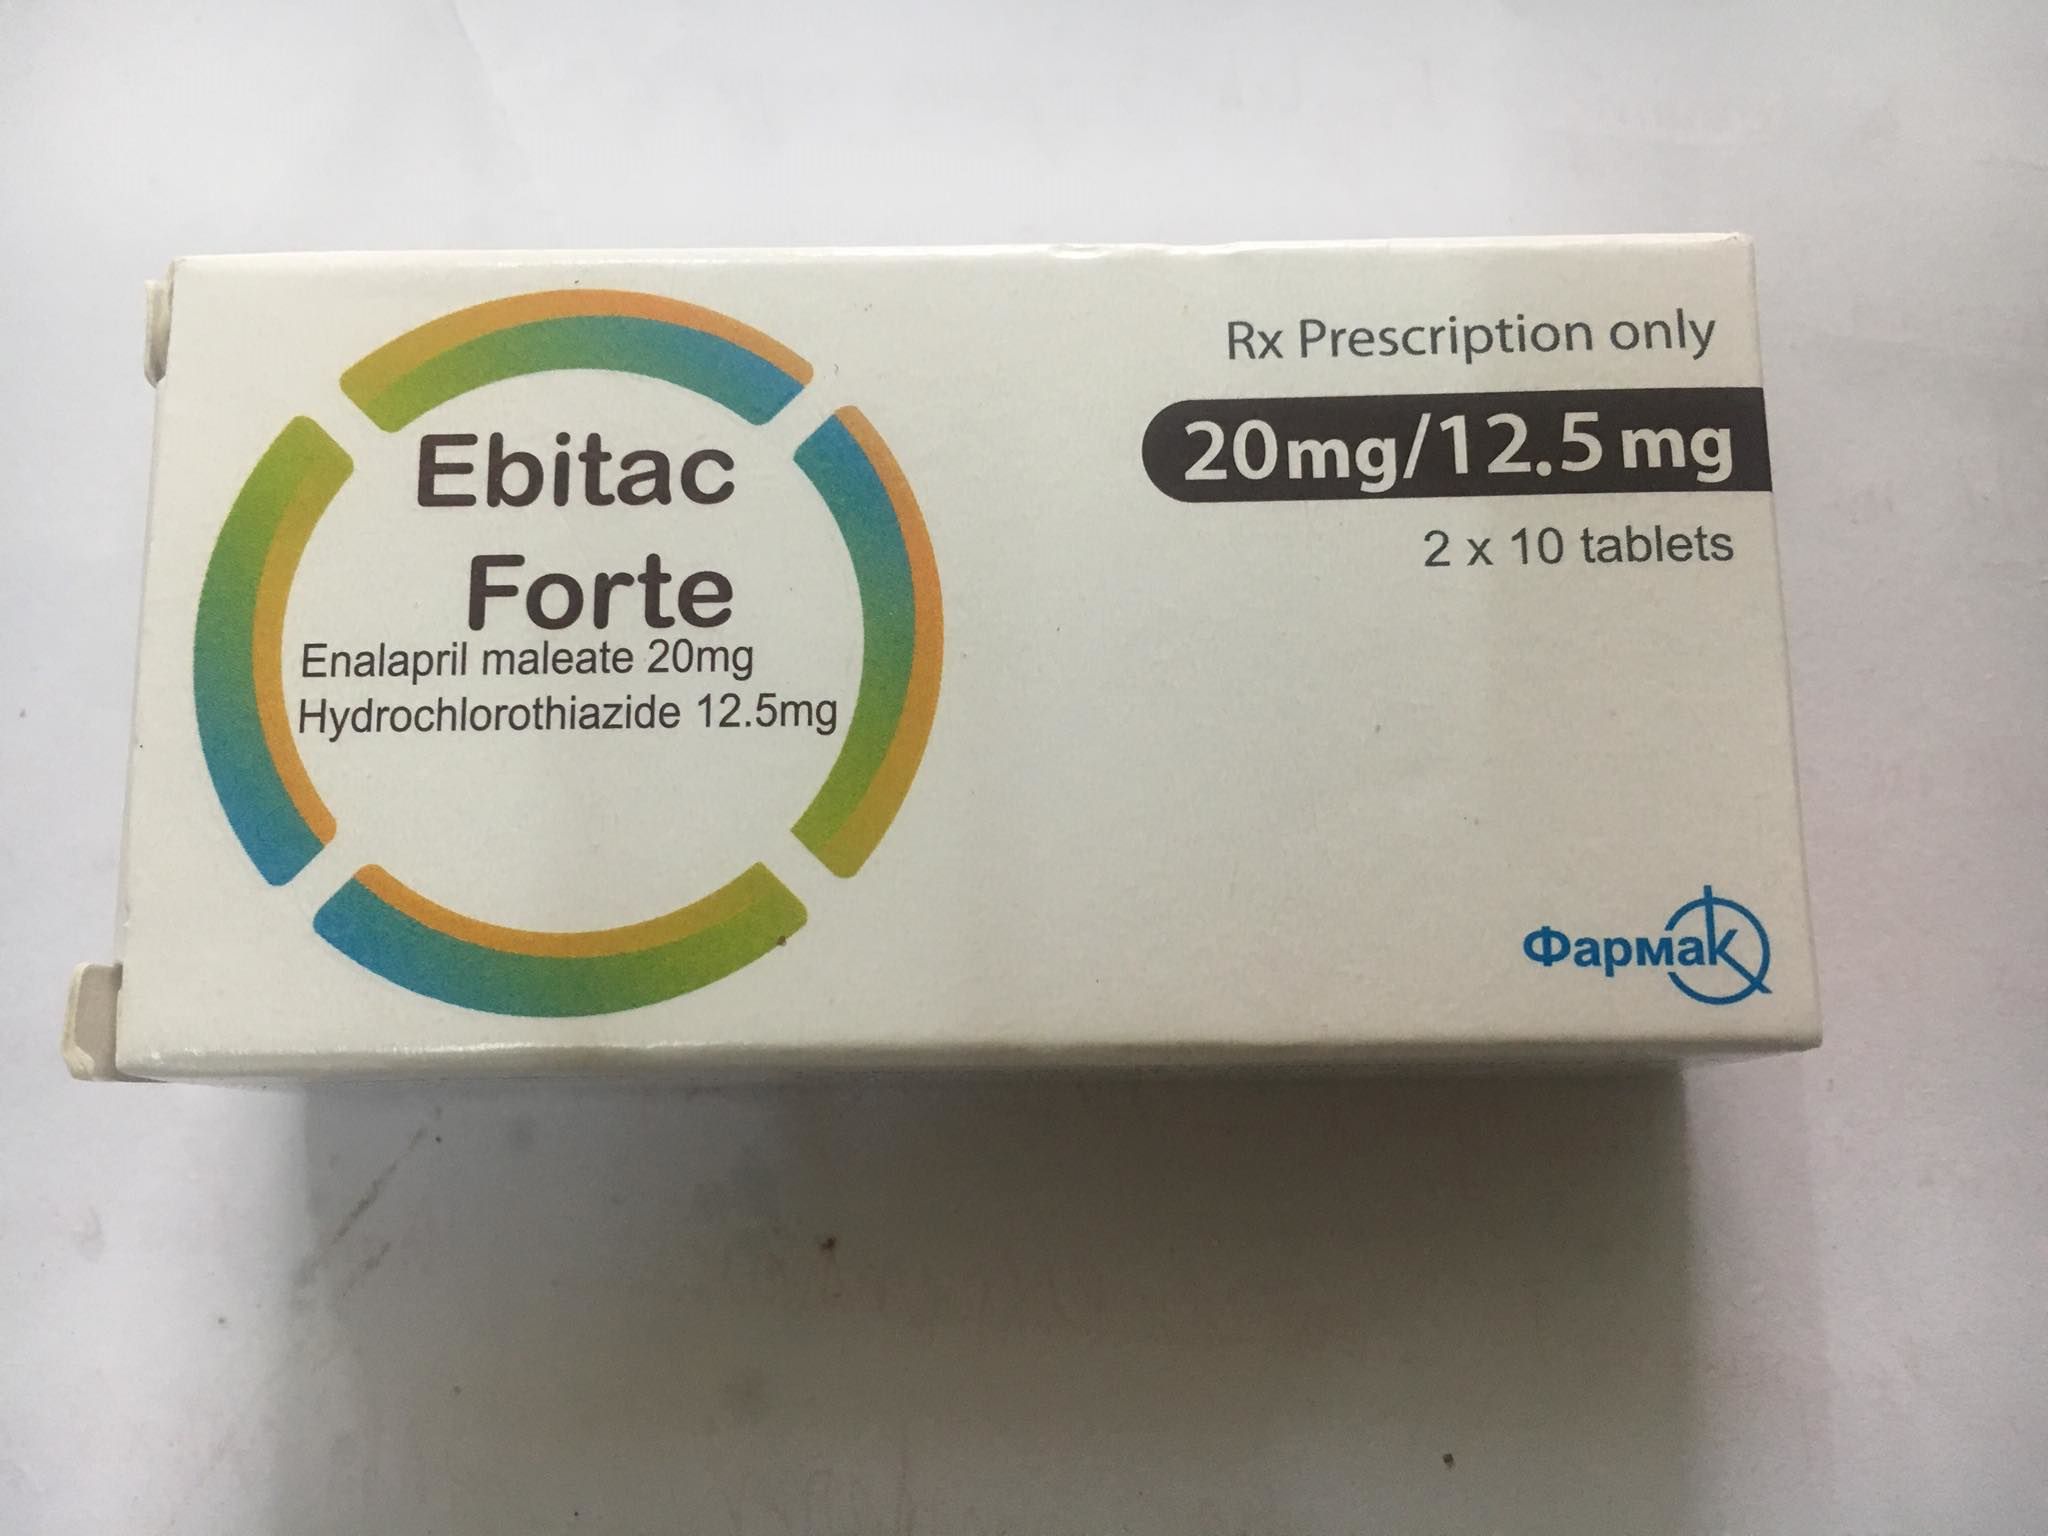 Ebitac
Forte
Enalapril maleate 20mg
Hydrochlorothiazide 12.5mg
Rx Prescription only
20mg/12.5mg
2 x 10 tablets
Фармак